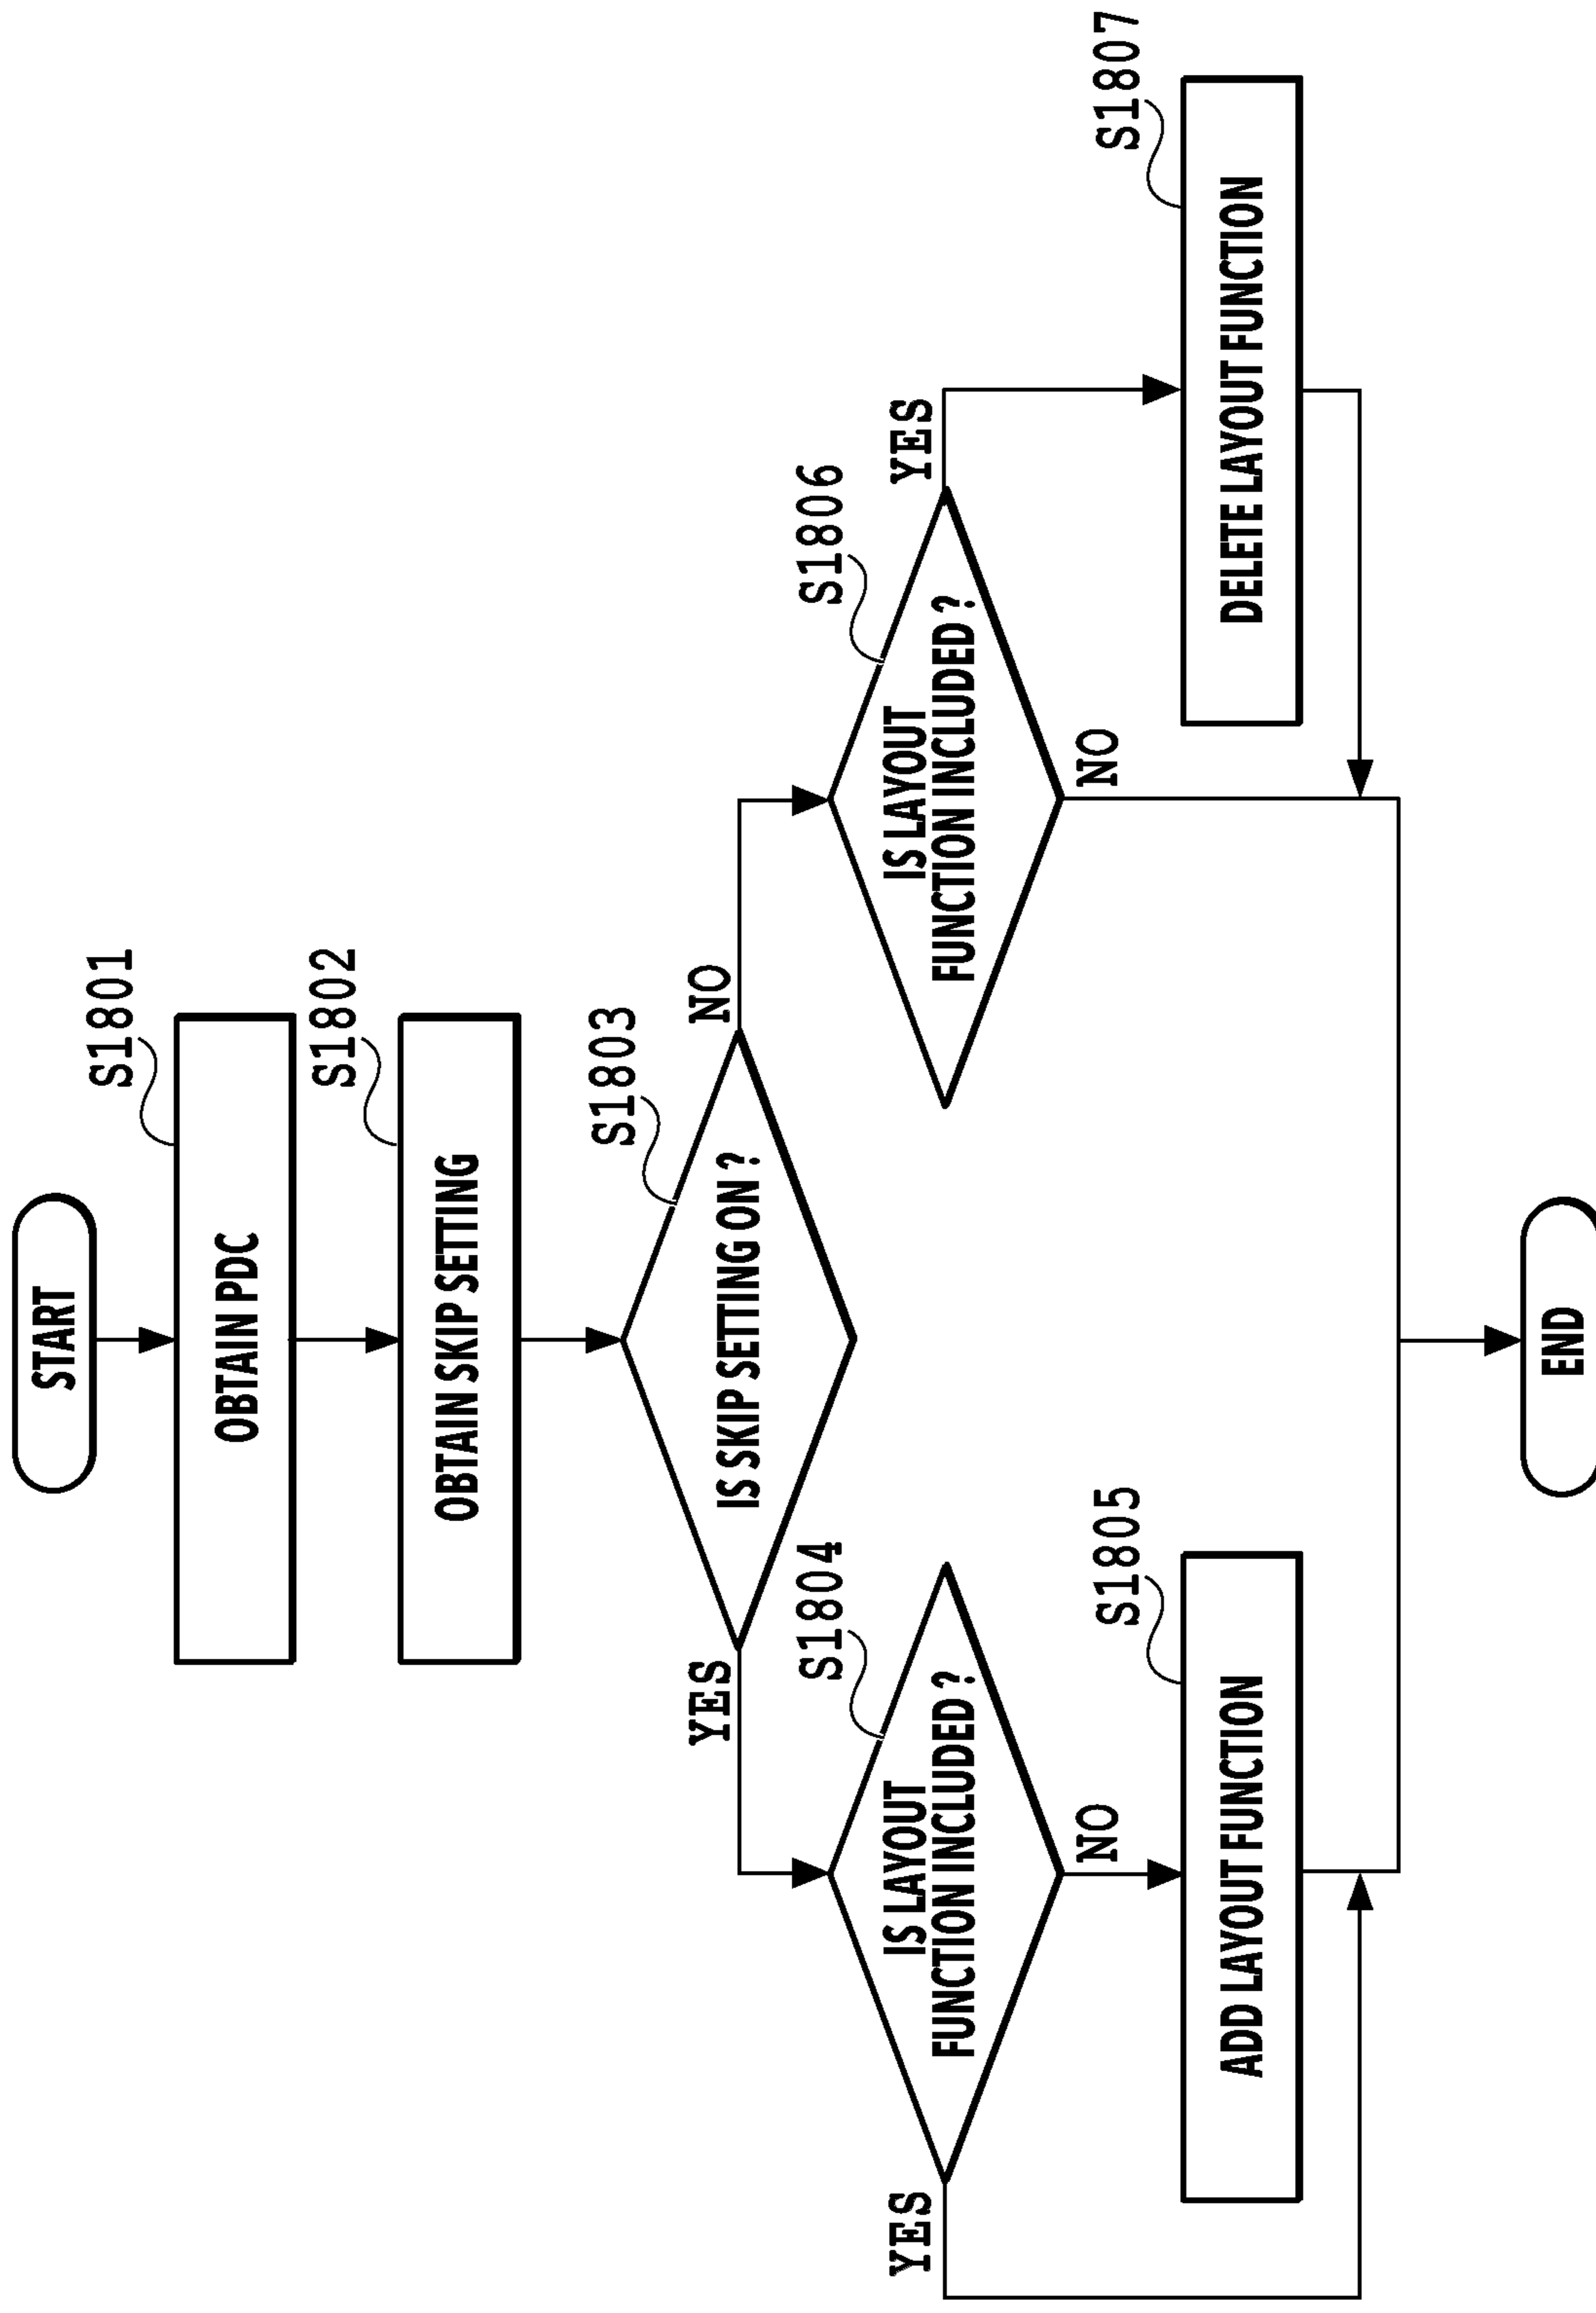 START
S1801
OBTAIN PDC
S1802
OBTAIN SKIP SETTING
S1803
IS SKIP SETTING ON ?
YES
NO
S1804
IS LAYOUT
FUNCTION INCLUDED ?
YES
NO
S1806
IS LAYOUT
FUNCTION INCLUDED ?
YES
NO
S1805
ADD LAYOUT FUNCTION
S1807
DELETE LAYOUT FUNCTION
END